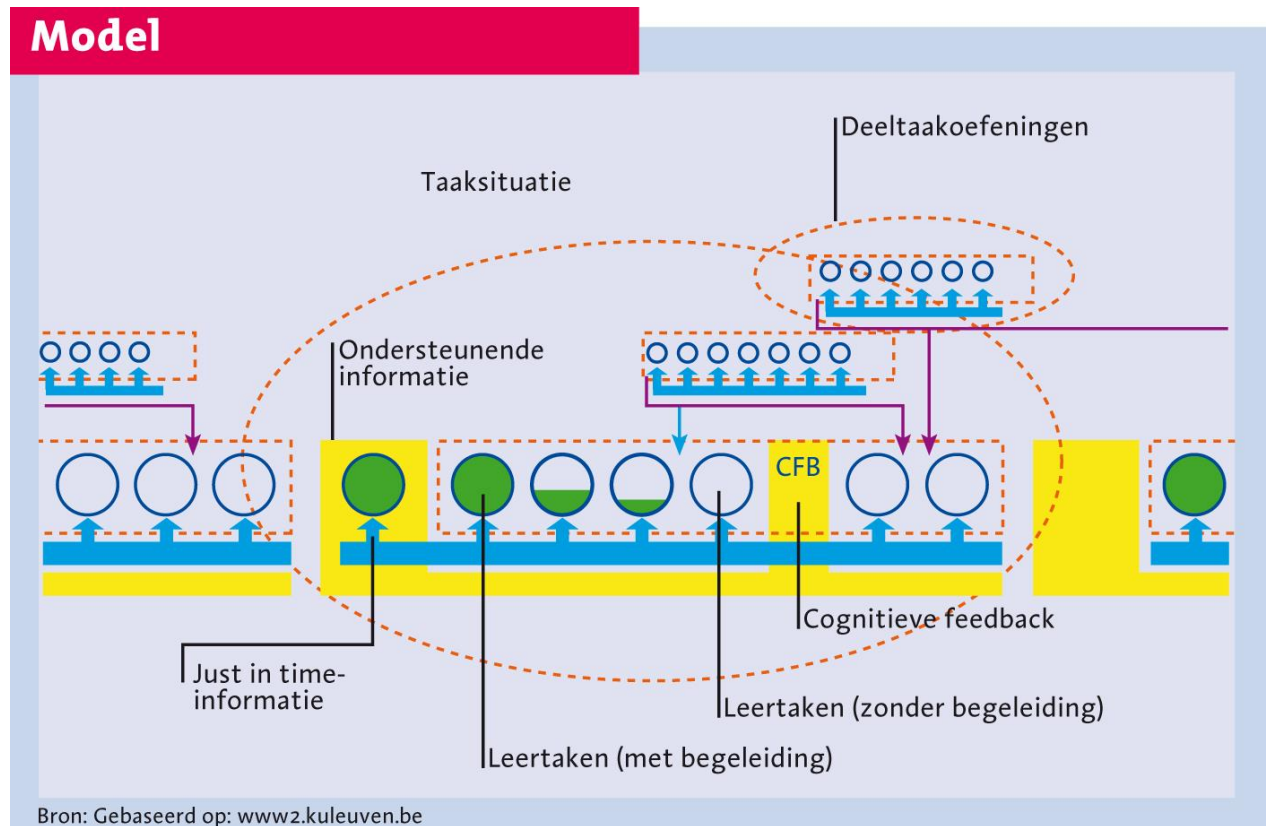 Model
Deeltaakoefeningen
Taaksituatie
Ondersteunende
informatie
CFB
Cognitieve feedback
Just in time-
informatie
Leertaken (zonder begeleiding)
Leertaken (met begeleiding)
Bron: Gebaseerd op: www2.kuleuven.be